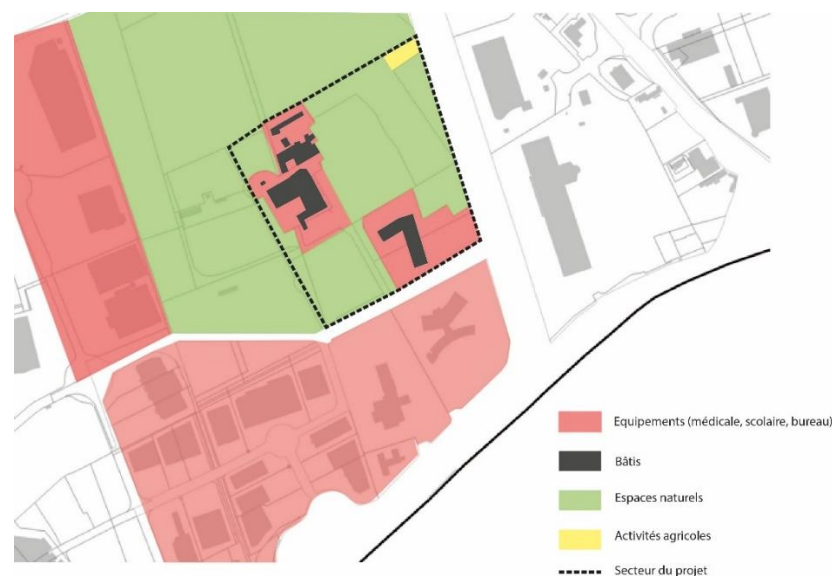 Equipements (médicale, scolaire, bureau)
Bâtis
Espaces naturels
Activités agricoles
Secteur du projet